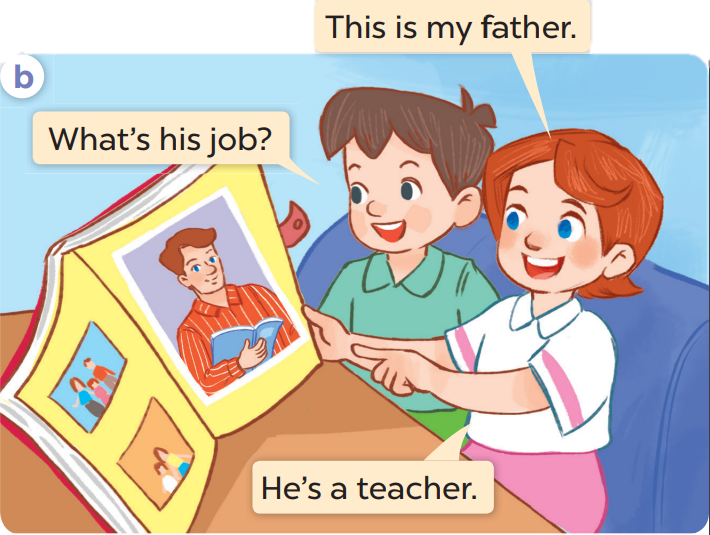 b
This is my father.
What's his job?
He's a teacher.